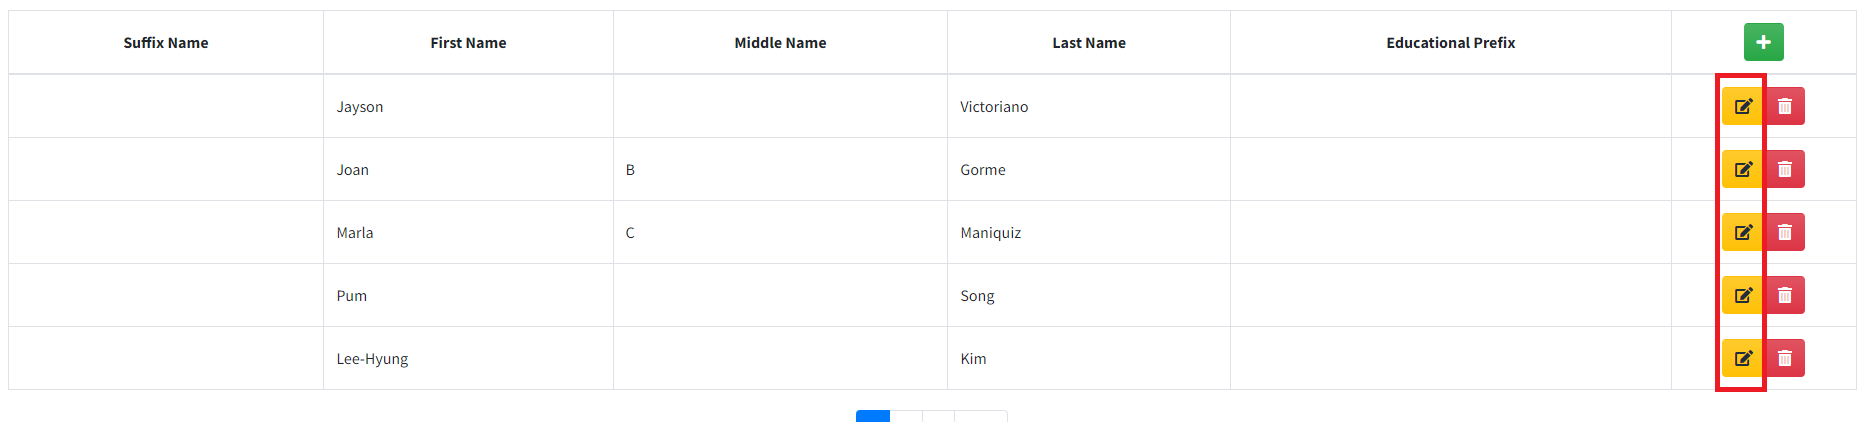 Suffix Name First Name Middle Name Last Name Educational Prefix
Jayson Victoriano
Joan B Gorme
Marla C Maniquiz
Pum Song
Lee-Hyung Kim